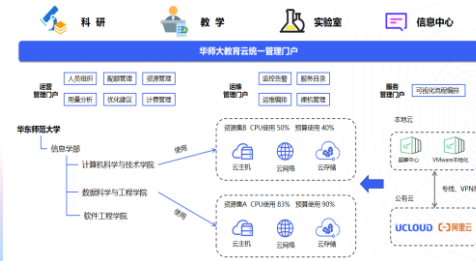 科研
教学
实验室
信息中心
华师大教育云统一管理门户
运营
管理门户
人员组织
配额管理
资源管理
用量分析
优化建议
计费管理
运维
管理门户
监控告警
服务目录
运维编排
裸机管理
服务
管理门户
可视化流程编排
华东师范大学
信息学部
计算机科学与技术学院
数据科学与工程学院
软件工程学院
使用
使用
资源集B CPU使用 50% 预算使用 40%
云主机
云网络
云存储
资源集A CPU使用 83% 预算使用 90%
云主机
云网络
云存储
本地云
超算中心
VMware本地化
专线、VPN
公有云
UCLOUD
阿里云